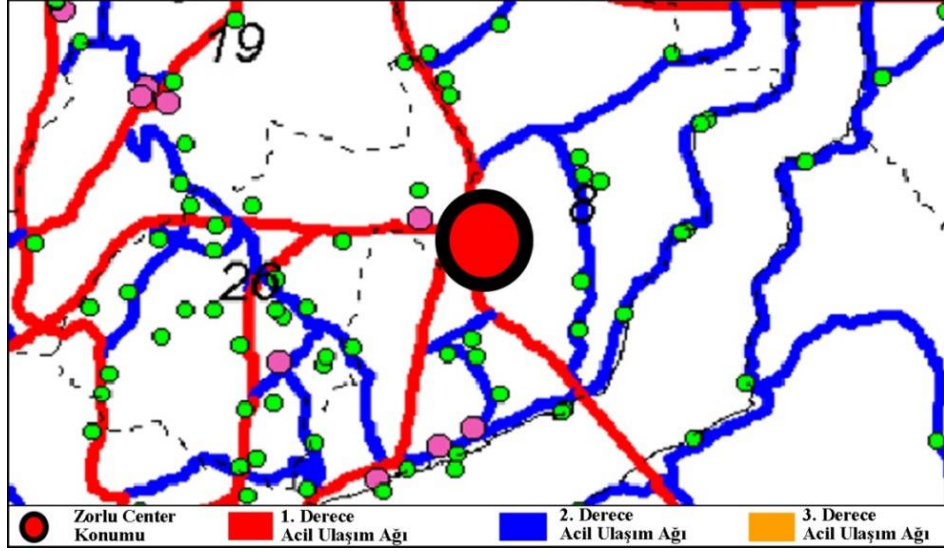 19
8
26
Zorlu Center
Konumu
1. Derece
Acil Ulaşım Ağı
2. Derece
Acil Ulaşım Ağı
3. Derece
Acil Ulaşım Ağı